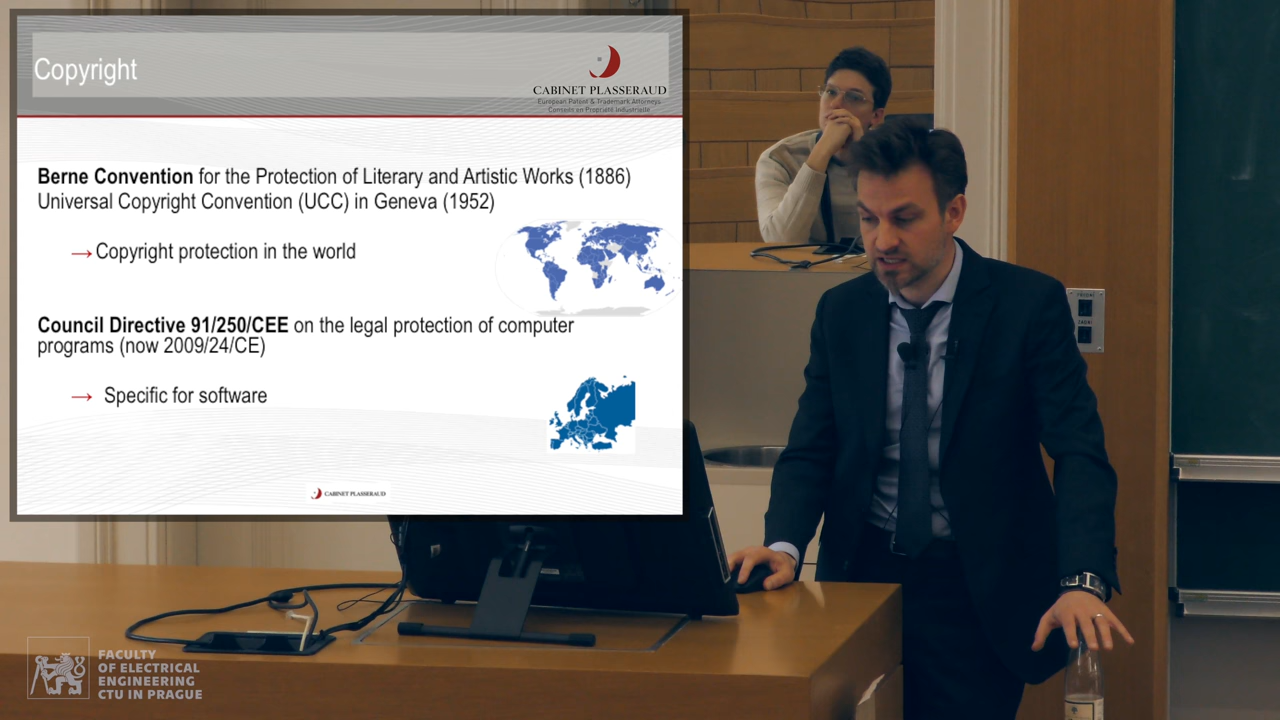 Copyright
CABINET PLASSERAUD
European Patent & Trademark Attorneys
Conseils en Propriété Industrielle
Berne Convention for the Protection of Literary and Artistic Works (1886)
Universal Copyright Convention (UCC) in Geneva (1952)
→ Copyright protection in the world
Council Directive 91/250/CEE on the legal protection of computer
programs (now 2009/24/CE)
→ Specific for software
CABINET PLASSERAUD
FACULTY
OF ELECTRICAL
ENGINEERING
CTU IN PRAGUE